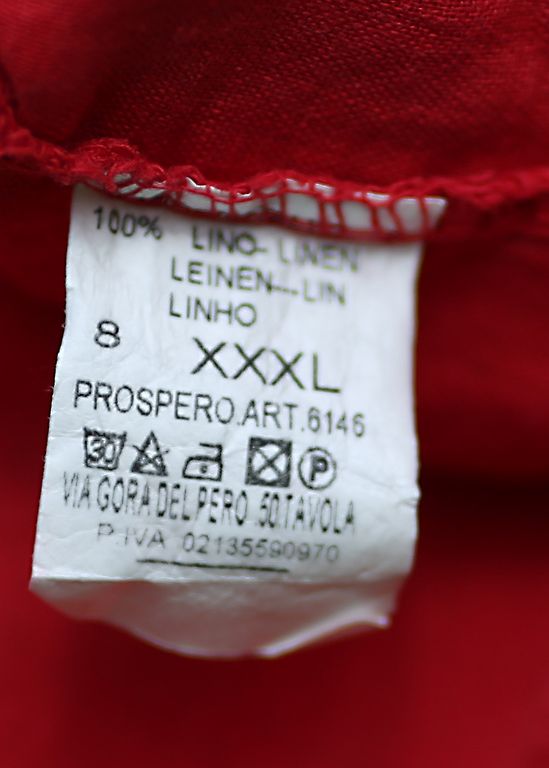 100% LINO- LINEN
LEINEN---LIN
LINHO
8
XXXL
PROSPERO.ART.6146
30 P
VIA GORA DEL PERO .50.TAVOLA
P.IVA 02135590970